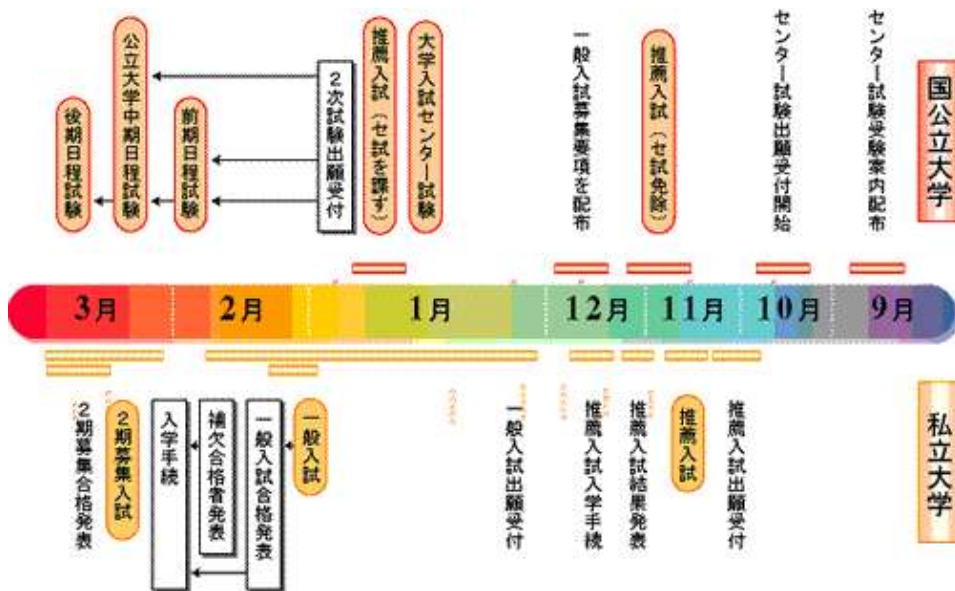 国公立大学
センター試験受験案内配布
センター試験出願受付開始
推薦入試（セ試免除）
一般入試募集要項を配布
大学入試センター試験
推薦入試（セ試を課す）
2次試験出願受付
前期日程試験
公立大学中期日程試験
後期日程試験
9月
10月
11月
12月
1月
2月
3月
私立大学
推薦入試出願受付
推薦入試
推薦入試結果発表
推薦入試入学手続
一般入試出願受付
一般入試
一般入試合格発表
補欠合格者発表
入学手続
2期募集入試
2期募集合格発表